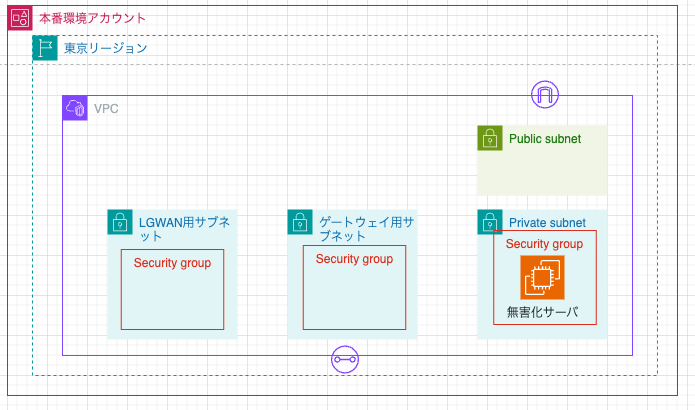 本番環境アカウント
東京リージョン
VPC
Public subnet
LGWAN用サブネ
ット
ゲートウェイ用サ
ブネット
Private subnet
Security group
Security group
Security group
無害化サーバ